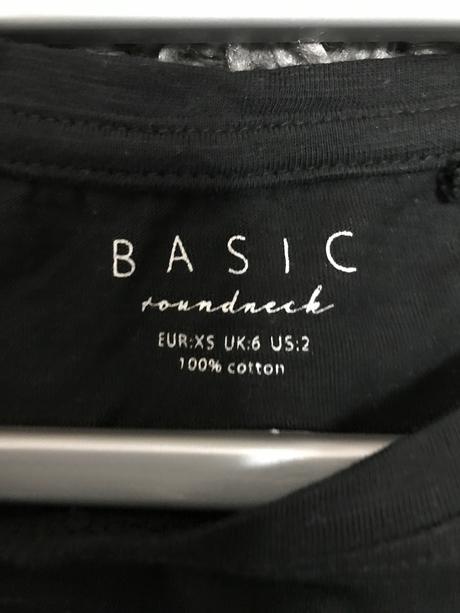 BASIC
roundneck
EUR:XS UK:6 US:2
100% cotton